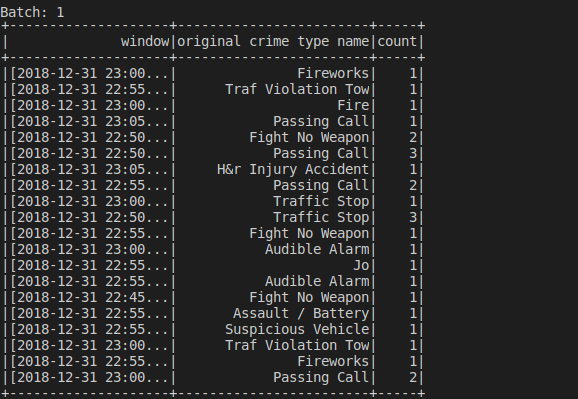 Batch: 1
+--------------------+------------------------+-----+
|              window|original crime type name|count|
+--------------------+------------------------+-----+
|[2018-12-31 23:00...|               Fireworks|    1|
|[2018-12-31 22:55...|      Traf Violation Tow|    1|
|[2018-12-31 23:00...|                    Fire|    1|
|[2018-12-31 23:05...|            Passing Call|    1|
|[2018-12-31 22:50...|         Fight No Weapon|    2|
|[2018-12-31 22:50...|            Passing Call|    3|
|[2018-12-31 23:05...|     H&r Injury Accident|    1|
|[2018-12-31 22:55...|            Passing Call|    2|
|[2018-12-31 23:00...|            Traffic Stop|    1|
|[2018-12-31 22:50...|            Traffic Stop|    3|
|[2018-12-31 22:55...|         Fight No Weapon|    1|
|[2018-12-31 23:00...|           Audible Alarm|    1|
|[2018-12-31 22:55...|                      Jo|    1|
|[2018-12-31 22:55...|           Audible Alarm|    1|
|[2018-12-31 22:45...|         Fight No Weapon|    1|
|[2018-12-31 22:55...|       Assault / Battery|    1|
|[2018-12-31 22:55...|      Suspicious Vehicle|    1|
|[2018-12-31 23:00...|      Traf Violation Tow|    1|
|[2018-12-31 22:55...|               Fireworks|    1|
|[2018-12-31 23:00...|            Passing Call|    2|
+--------------------+------------------------+-----+